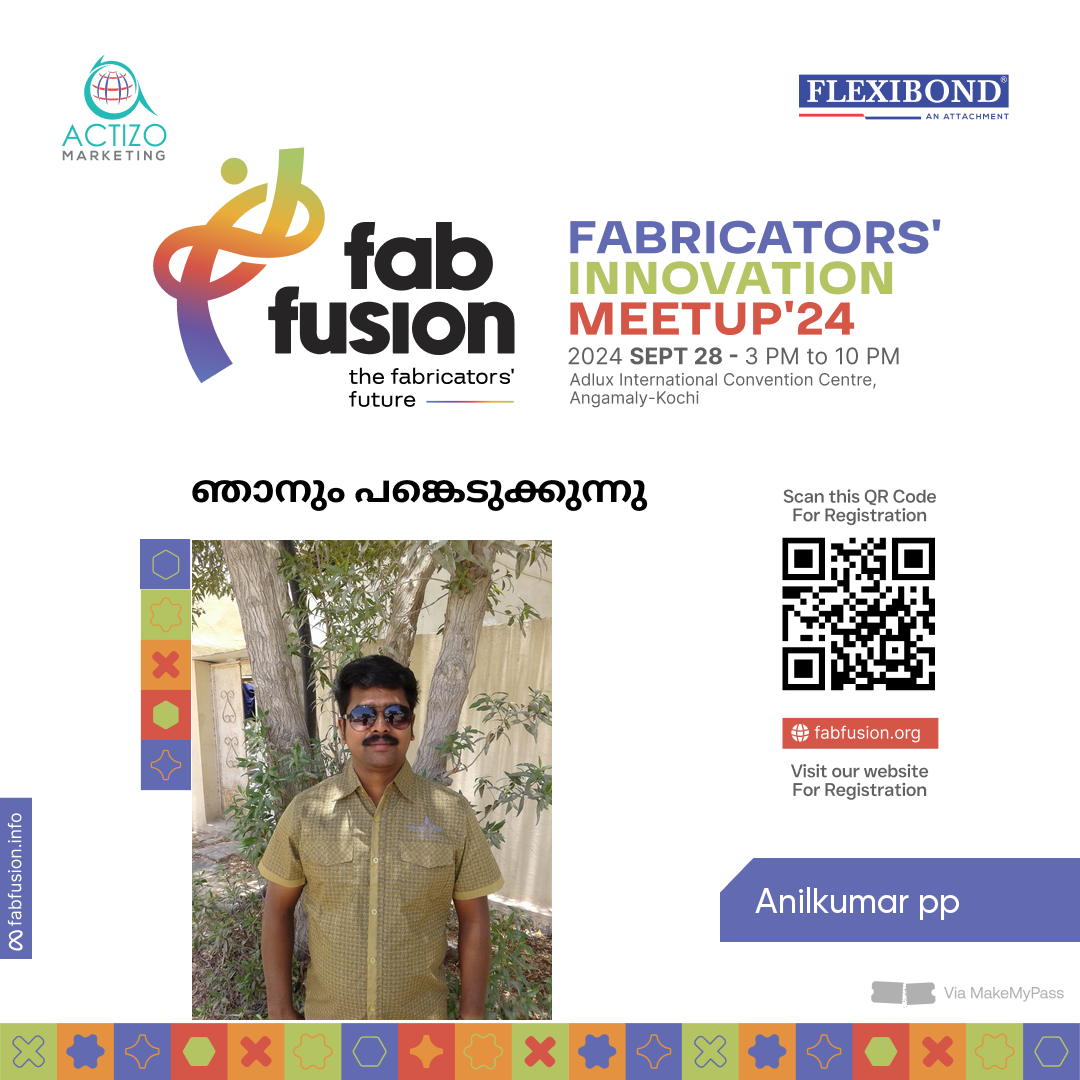 ACTIZO
MARKETING
FLEXIBOND®
AN ATTACHMENT
fab
fusion
the fabricators'
future
FABRICATORS'
INNOVATION
MEETUP'24
2024 SEPT 28 - 3 PM to 10 PM
Adlux International Convention Centre,
Angamaly-Kochi
ഞാനും പങ്കെടുക്കുന്നു
Scan this QR Code
For Registration
fabfusion.org
Visit our website
For Registration
fabfusion.info
Anilkumar pp
Via MakeMyPass